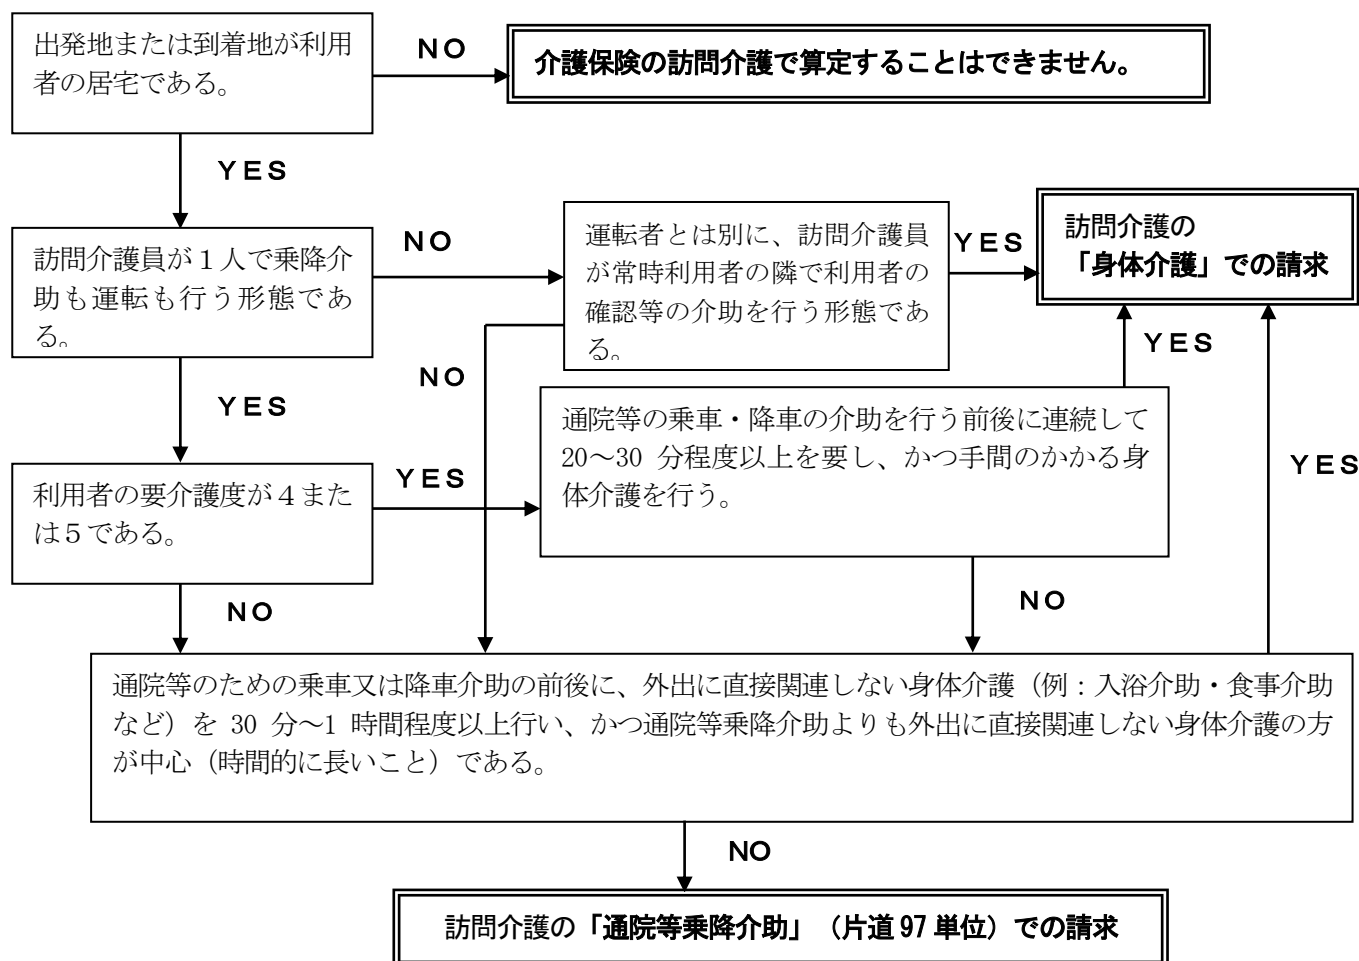 出発地または到着地が利用
者の居宅である。
ＮＯ
介護保険の訪問介護で算定することはできません。
ＹＥＳ
訪問介護員が１人で乗降介
助も運転も行う形態であ
る。
ＮＯ
運転者とは別に、訪問介護員
が常時利用者の隣で利用者の
確認等の介助を行う形態であ
る。
ＹＥＳ
訪問介護の
「身体介護」での請求
ＹＥＳ
ＮＯ
ＹＥＳ
利用者の要介護度が４また
は５である。
ＹＥＳ
通院等の乗車・降車の介助を行う前後に連続して
20～30 分程度以上を要し、かつ手間のかかる身
体介護を行う。
ＹＥＳ
ＮＯ
ＮＯ
通院等のための乗車又は降車介助の前後に、外出に直接関連しない身体介護（例：入浴介助・食事介助
など）を 30 分～1 時間程度以上行い、かつ通院等乗降介助よりも外出に直接関連しない身体介護の方
が中心（時間的に長いこと）である。
NO
訪問介護の「通院等乗降介助」（片道 97 単位）での請求